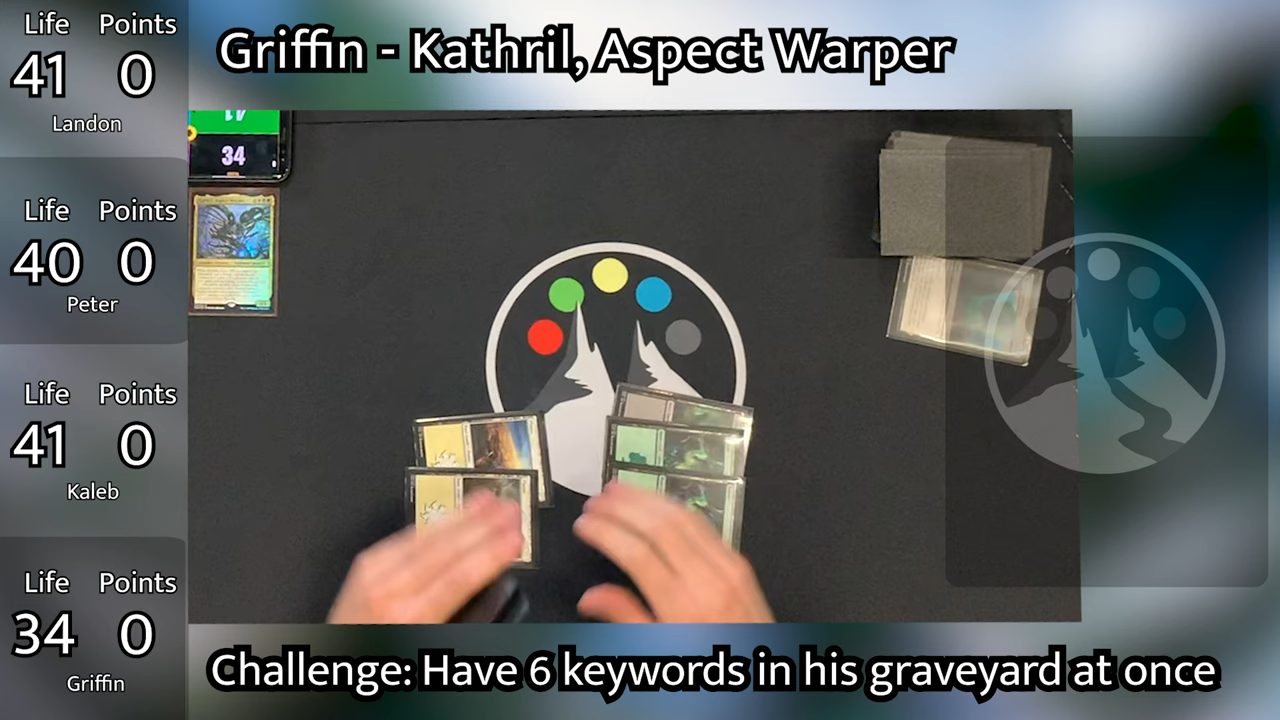 Griffin - Kathril, Aspect Warper
Life Points
41 0
Landon
Life Points
40 0
Peter
Life Points
41 0
Kaleb
Life Points
34 0
Griffin
41
34
Challenge: Have 6 keywords in his graveyard at once